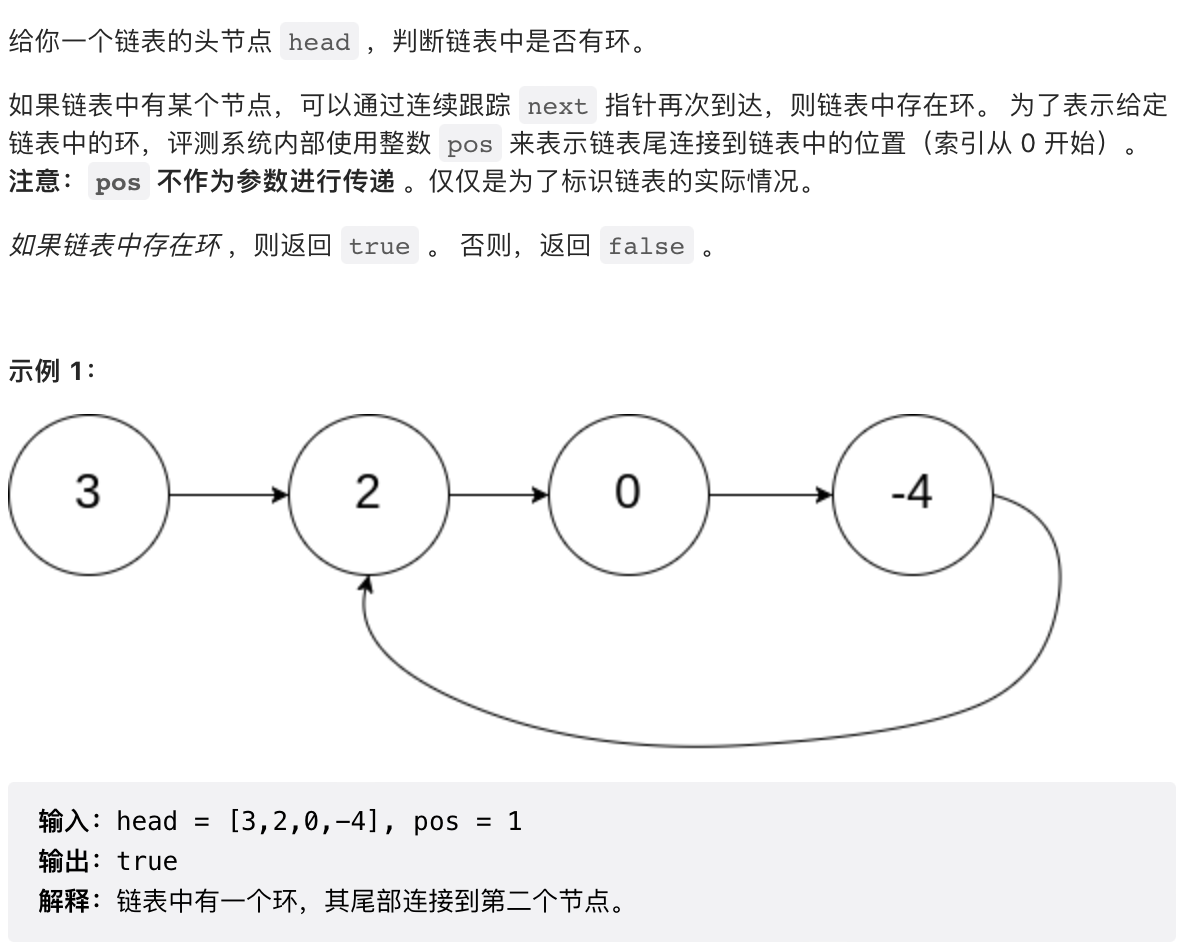 给你一个链表的头节点 head ，判断链表中是否有环。
如果链表中有某个节点，可以通过连续跟踪 next 指针再次到达，则链表中存在环。 为了表示给定
链表中的环，评测系统内部使用整数 pos 来表示链表尾连接到链表中的位置（索引从 0 开始）。
注意：pos 不作为参数进行传递 。仅仅是为了标识链表的实际情况。
如果链表中存在环 ，则返回 true 。 否则，返回 false 。
示例 1：
3 2 0 -4
输入：head = [3,2,0,-4], pos = 1
输出：true
解释：链表中有一个环，其尾部连接到第二个节点。